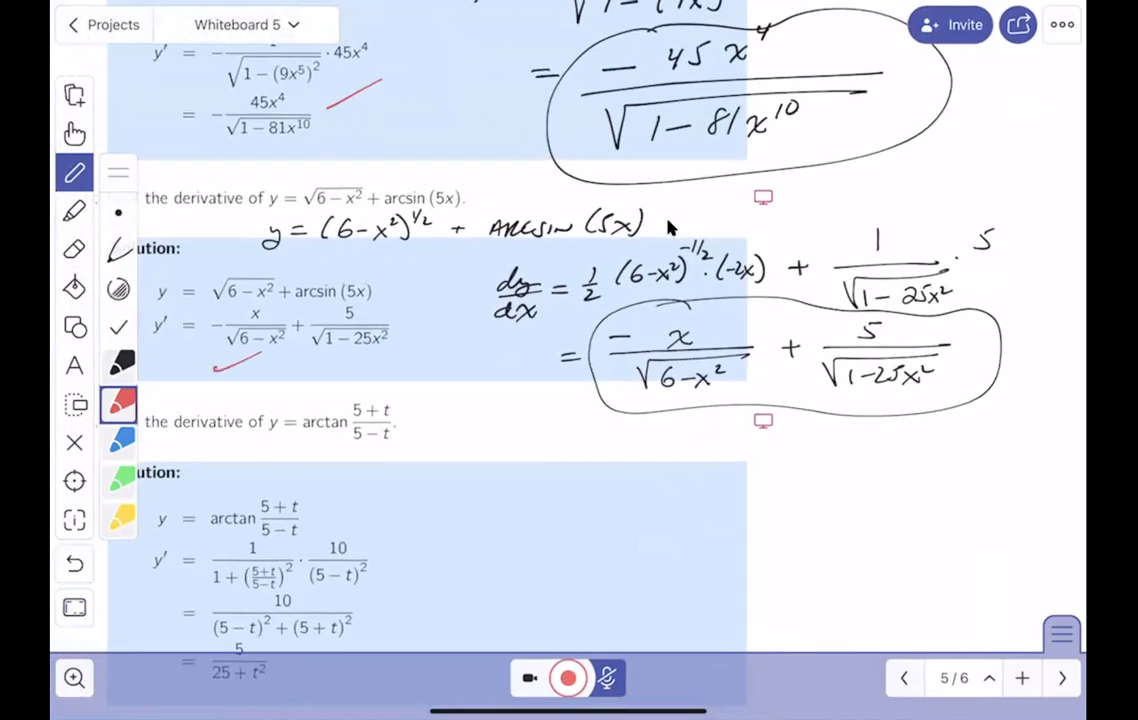 Projects
Whiteboard 5
Invite
y' = - 1/√(1 − (9x⁵)²) · 45x⁴
= - 45x⁴/√(1 − 81x¹⁰)
= − 45x⁴/√(1 − 81x¹⁰)
the derivative of y = √(6 − x²) + arcsin (5x).
y = (6−x²)^(1/2) + ARCSIN (5x)
ution:
y = √(6 − x²) + arcsin (5x)
y' = - x/√(6 − x²) + 5/√(1 − 25x²)
dy/dx = 1/2 (6−x²)^(−1/2) · (−2x) + 1/√(1 − 25x²) · 5
= − x/√(6−x²) + 5/√(1−25x²)
the derivative of y = arctan (5 + t)/(5 − t).
ution:
y = arctan (5 + t)/(5 − t)
y' = 1/(1 + ((5+t)/(5−t))²) · 10/(5 − t)²
= 10/((5 − t)² + (5 + t)²)
= 5/(25 + t²)
A
5 / 6